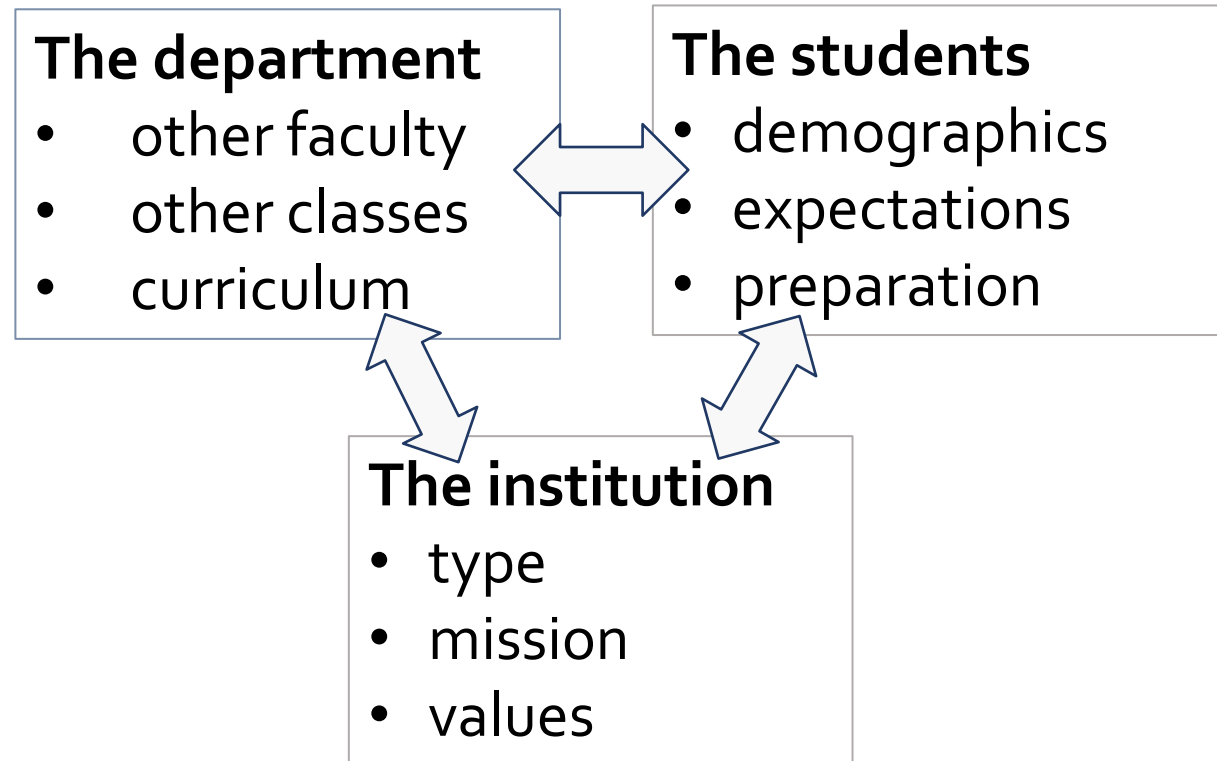 The department
• other faculty
• other classes
• curriculum
The students
• demographics
• expectations
• preparation
The institution
• type
• mission
• values